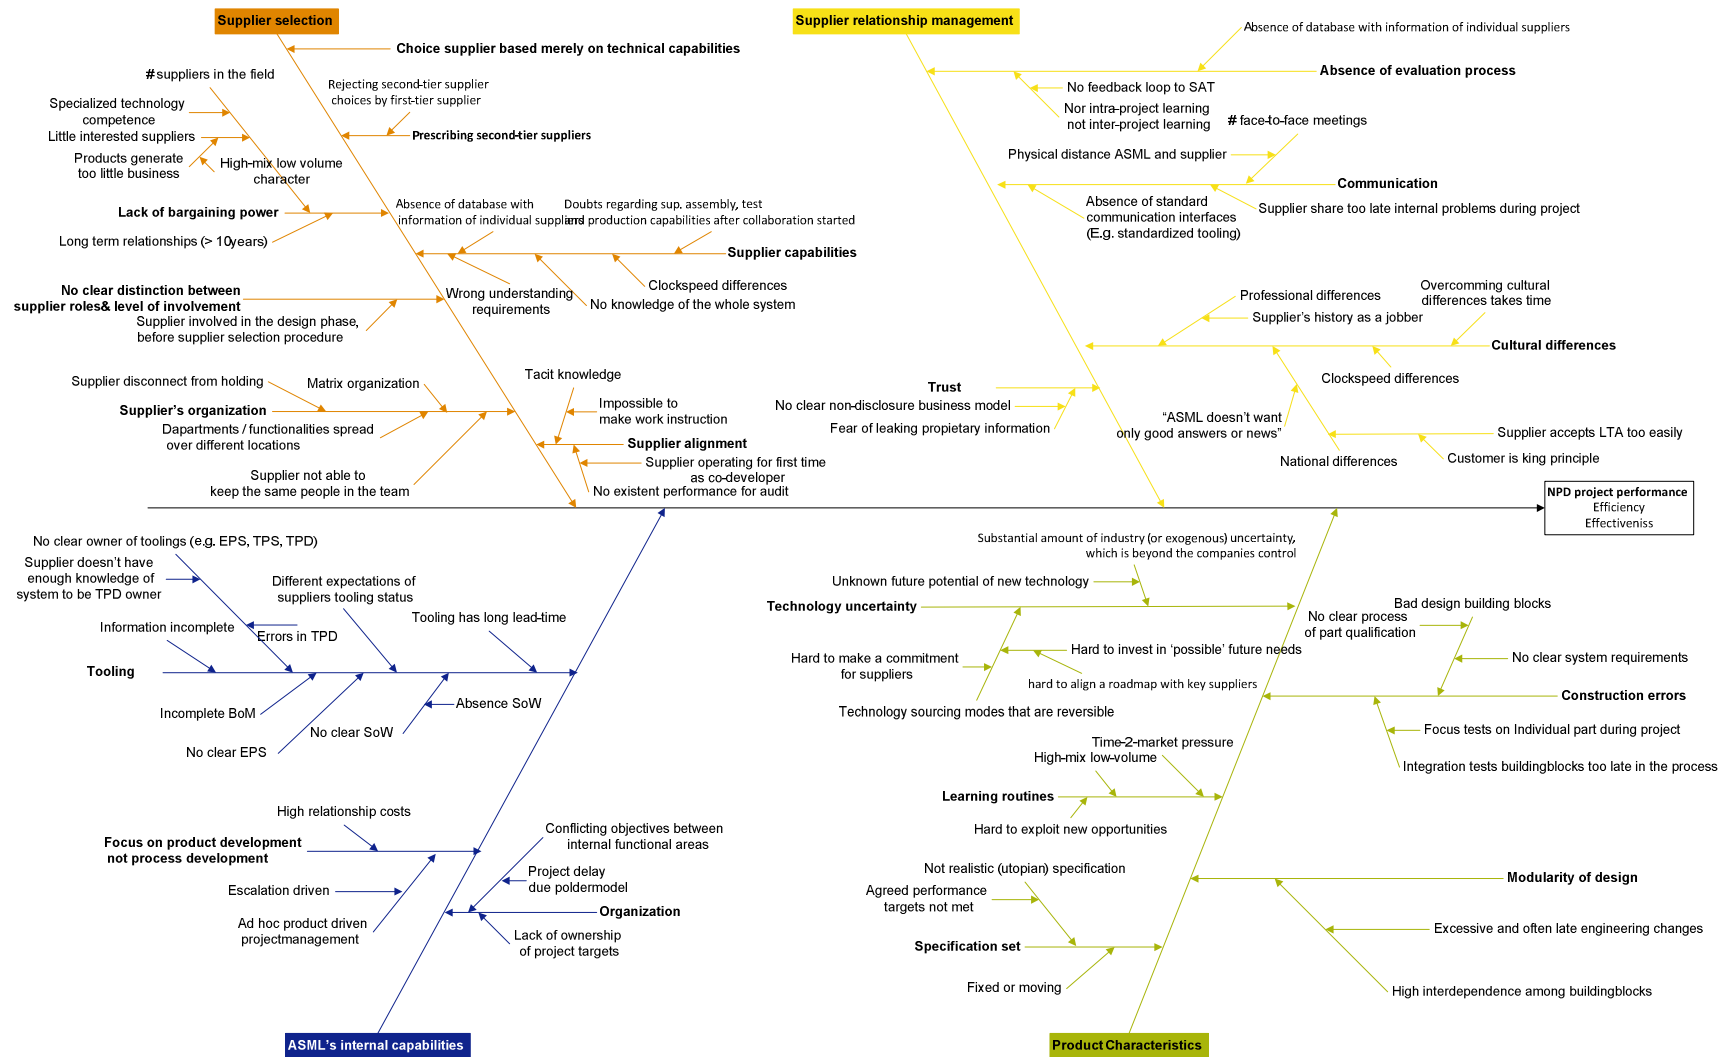 Supplier selection
Choice supplier based merely on technical capabilities
# suppliers in the field
Rejecting second-tier supplier
choices by first-tier supplier
Specialized technology
competence
Little interested suppliers
Prescribing second-tier suppliers
Products generate
too little business
High-mix low volume
character
Lack of bargaining power
Absence of database with
information of individual suppliers
Doubts regarding sup. assembly, test
and production capabilities after collaboration started
Long term relationships (> 10years)
Supplier capabilities
Clockspeed differences
No clear distinction between
supplier roles& level of involvement
Wrong understanding
requirements
No knowledge of the whole system
Supplier involved in the design phase,
before supplier selection procedure
Supplier disconnect from holding
Matrix organization
Tacit knowledge
Impossible to
make work instruction
Supplier's organization
Dapartments / functionalities spread
over different locations
Supplier alignment
Supplier operating for first time
as co-developer
Supplier not able to
keep the same people in the team
No existent performance for audit
Supplier relationship management
Absence of database with information of individual suppliers
Absence of evaluation process
No feedback loop to SAT
Nor intra-project learning
not inter-project learning
# face-to-face meetings
Physical distance ASML and supplier
Communication
Absence of standard
communication interfaces
(E.g. standardized tooling)
Supplier share too late internal problems during project
Professional differences
Overcomming cultural
differences takes time
Supplier's history as a jobber
Cultural differences
Clockspeed differences
Trust
No clear non-disclosure business model
Fear of leaking propietary information
“ASML doesn't want
only good answers or news”
Supplier accepts LTA too easily
National differences
Customer is king principle
NPD project performance
Efficiency
Effectiveniss
No clear owner of toolings (e.g. EPS, TPS, TPD)
Supplier doesn't have
enough knowledge of
system to be TPD owner
Different expectations of
suppliers tooling status
Tooling has long lead-time
Information incomplete
Errors in TPD
Tooling
Incomplete BoM
Absence SoW
No clear SoW
No clear EPS
High relationship costs
Focus on product development
not process development
Conflicting objectives between
internal functional areas
Project delay
due poldermodel
Escalation driven
Organization
Ad hoc product driven
projectmanagement
Lack of ownership
of project targets
ASML's internal capabilities
Substantial amount of industry (or exogenous) uncertainty,
which is beyond the companies control
Unknown future potential of new technology
Technology uncertainty
Bad design building blocks
No clear process
of part qualification
Hard to make a commitment
for suppliers
Hard to invest in ‘possible’ future needs
No clear system requirements
hard to align a roadmap with key suppliers
Construction errors
Technology sourcing modes that are reversible
Focus tests on Individual part during project
Time-2-market pressure
High-mix low-volume
Integration tests buildingblocks too late in the process
Learning routines
Hard to exploit new opportunities
Not realistic (utopian) specification
Modularity of design
Agreed performance
targets not met
Excessive and often late engineering changes
Specification set
Fixed or moving
High interdependence among buildingblocks
Product Characteristics